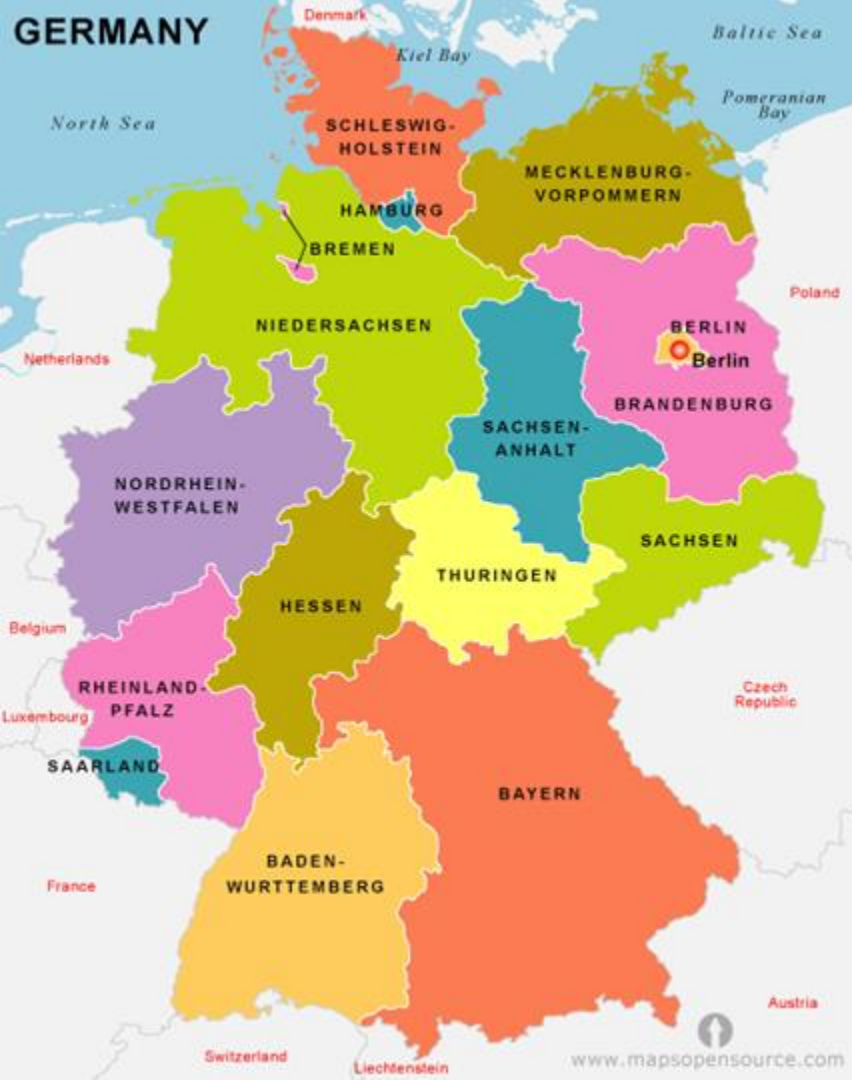 GERMANY
Denmark
Baltic Sea
Kiel Bay
Pomeranian
Bay
North Sea
SCHLESWIG-
HOLSTEIN
MECKLENBURG-
VORPOMMERN
HAMBURG
BREMEN
Poland
NIEDERSACHSEN
BERLIN
Netherlands
Berlin
BRANDENBURG
SACHSEN-
ANHALT
NORDRHEIN-
WESTFALEN
SACHSEN
THURINGEN
HESSEN
Belgium
RHEINLAND-
PFALZ
Czech
Republic
Luxembourg
SAARLAND
BAYERN
BADEN-
WURTTEMBERG
France
Austria
Switzerland
Liechtenstein
www.mapsopensource.com